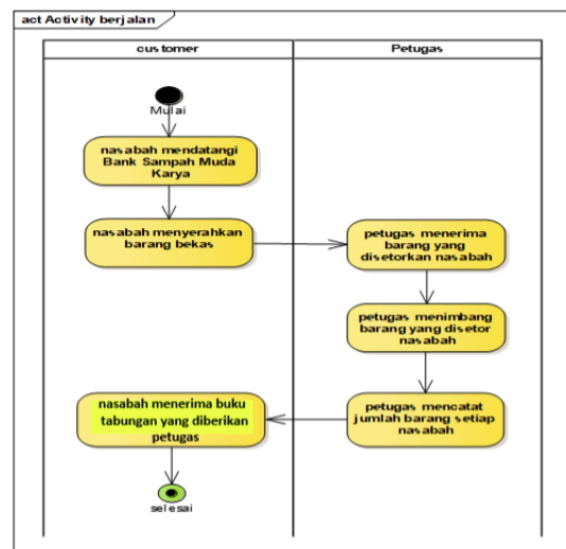 act Activity berjalan
customer
Petugas
Mulai
nasabah mendatangi
Bank Sampah Muda
Karya
nasabah menyerahkan
barang bekas
petugas menerima
barang yang
disetorkan nasabah
petugas menimbang
barang yang disetor
nasabah
petugas mencatat
jumlah barang setiap
nasabah
nasabah menerima buku
tabungan yang diberikan
petugas
selesai